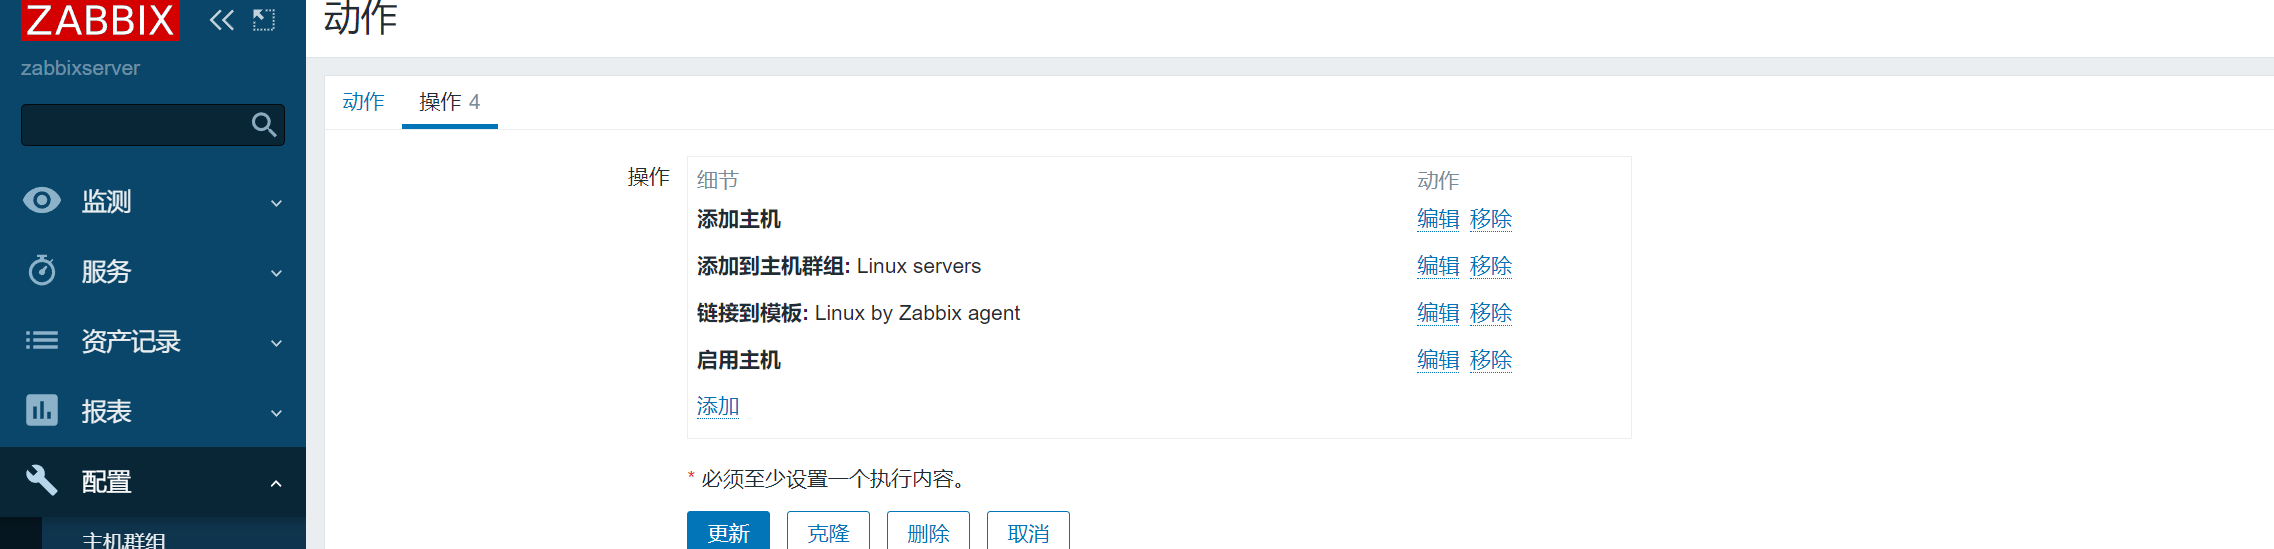 ZABBIX
zabbixserver
监测
服务
资产记录
报表
配置
主机群组
动作
动作 操作 4
操作 细节 动作
添加主机 编辑 移除
添加到主机群组: Linux servers 编辑 移除
链接到模板: Linux by Zabbix agent 编辑 移除
启用主机 编辑 移除
添加
* 必须至少设置一个执行内容。
更新 克隆 删除 取消